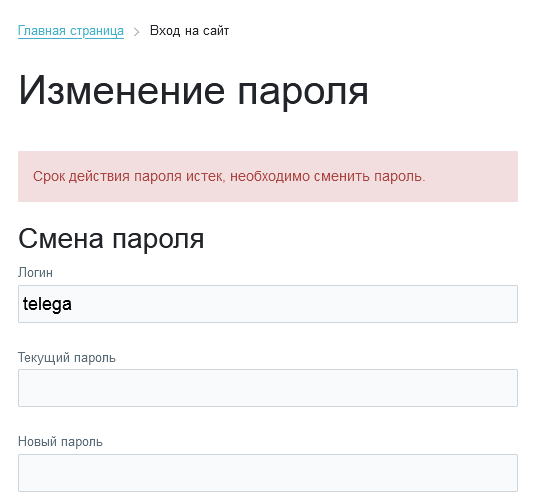 Главная страница > Вход на сайт
Изменение пароля
Срок действия пароля истек, необходимо сменить пароль.
Смена пароля
Логин
telega
Текущий пароль
Новый пароль